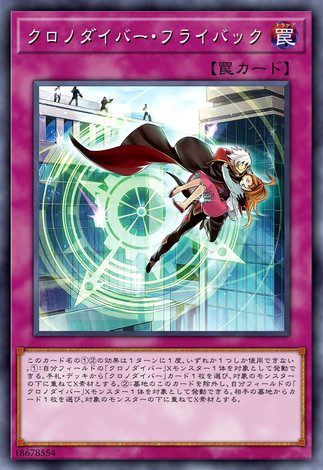 クロノダイバー・フライバック
トラップ
罠
【罠カード】
このカード名の①②の効果は1ターンに1度、いずれか1つしか使用できない
。①:自分フィールドの「クロノダイバー」Xモンスター1体を対象として発動で
きる。手札・デッキから「クロノダイバー」カード1枚を選び、対象のモンスター
の下に重ねてX素材とする。②:墓地のこのカードを除外し、自分フィールドの「
クロノダイバー」Xモンスター1体を対象として発動できる。相手の墓地からカ
ード1枚を選び、対象のモンスターの下に重ねてX素材とする。
18678554